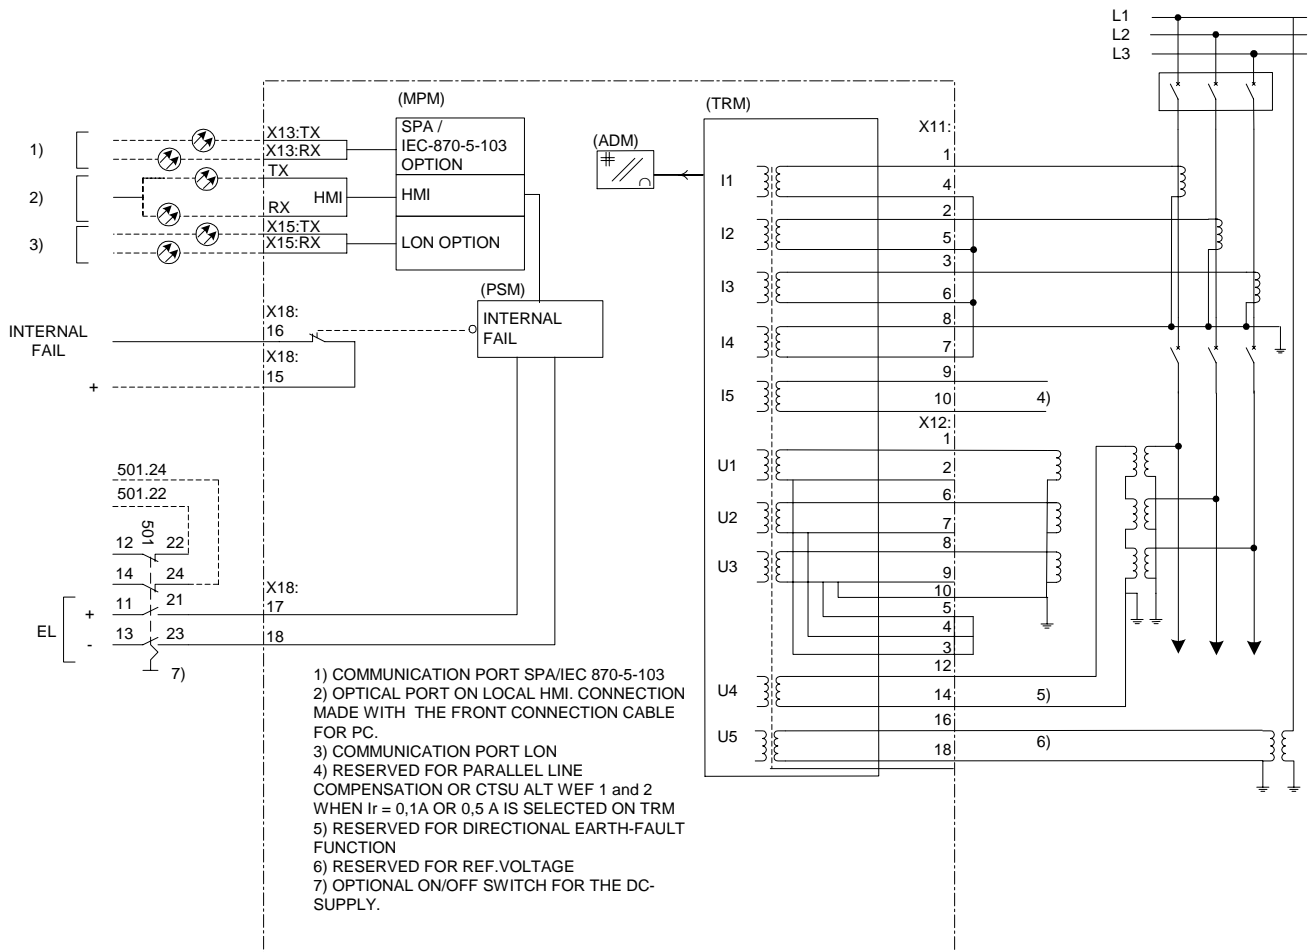 L1
L2
L3
(MPM)
(TRM)
X11:
(ADM)
1)
X13:TX
X13:RX
SPA /
IEC-870-5-103
OPTION
2)
TX
HMI
HMI
RX
3)
X15:TX
X15:RX
LON OPTION
I1
1
4
I2
2
5
I3
3
6
I4
8
7
I5
9
10
4)
(PSM)
INTERNAL
FAIL
INTERNAL
FAIL
X18:
16
X18:
15
+
X12:
U1
1
2
U2
6
7
U3
8
9
10
5
4
3
U4
12
14
5)
U5
16
18
6)
501.24
501.22
501
12
22
14
24
EL
+
11
21
X18:
17
-
13
23
18
7)
1) COMMUNICATION PORT SPA/IEC 870-5-103
2) OPTICAL PORT ON LOCAL HMI. CONNECTION
MADE WITH THE FRONT CONNECTION CABLE
FOR PC.
3) COMMUNICATION PORT LON
4) RESERVED FOR PARALLEL LINE
COMPENSATION OR CTSU ALT WEF 1 and 2
WHEN Ir = 0,1A OR 0,5 A IS SELECTED ON TRM
5) RESERVED FOR DIRECTIONAL EARTH-FAULT
FUNCTION
6) RESERVED FOR REF.VOLTAGE
7) OPTIONAL ON/OFF SWITCH FOR THE DC-
SUPPLY.